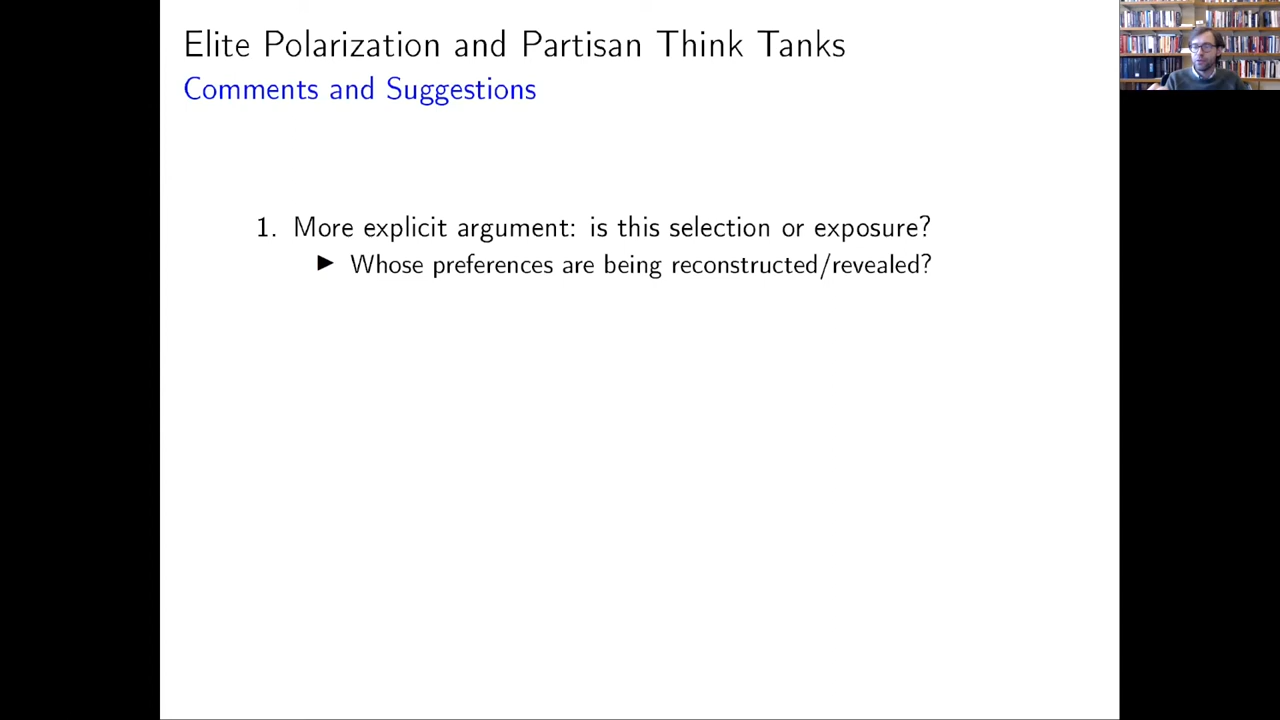 Elite Polarization and Partisan Think Tanks
Comments and Suggestions
1. More explicit argument: is this selection or exposure?
▶ Whose preferences are being reconstructed/revealed?